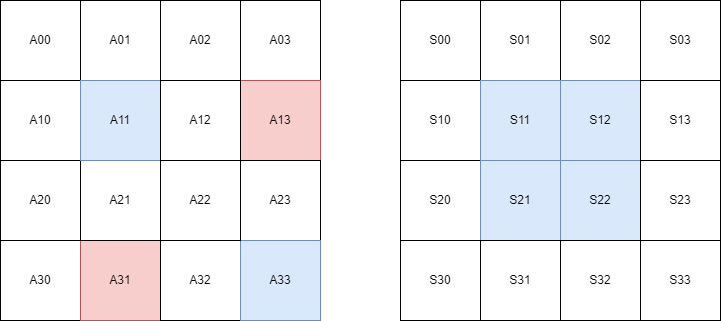 A00 A01 A02 A03 S00 S01 S02 S03
A10 A11 A12 A13 S10 S11 S12 S13
A20 A21 A22 A23 S20 S21 S22 S23
A30 A31 A32 A33 S30 S31 S32 S33